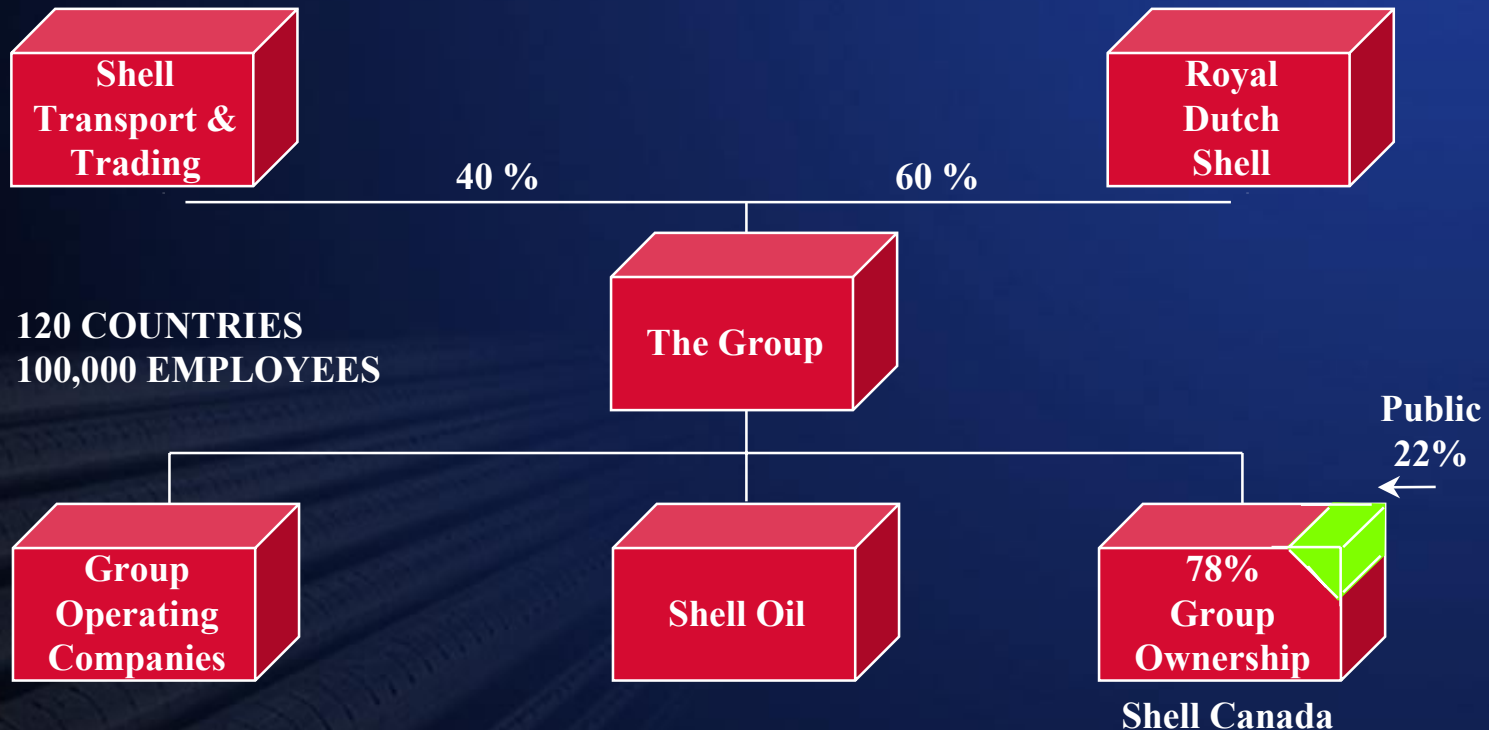 Shell
Transport &
Trading
Royal
Dutch
Shell
40 %
60 %
120 COUNTRIES
100,000 EMPLOYEES
The Group
Public
22%
Group
Operating
Companies
Shell Oil
78%
Group
Ownership
Shell Canada